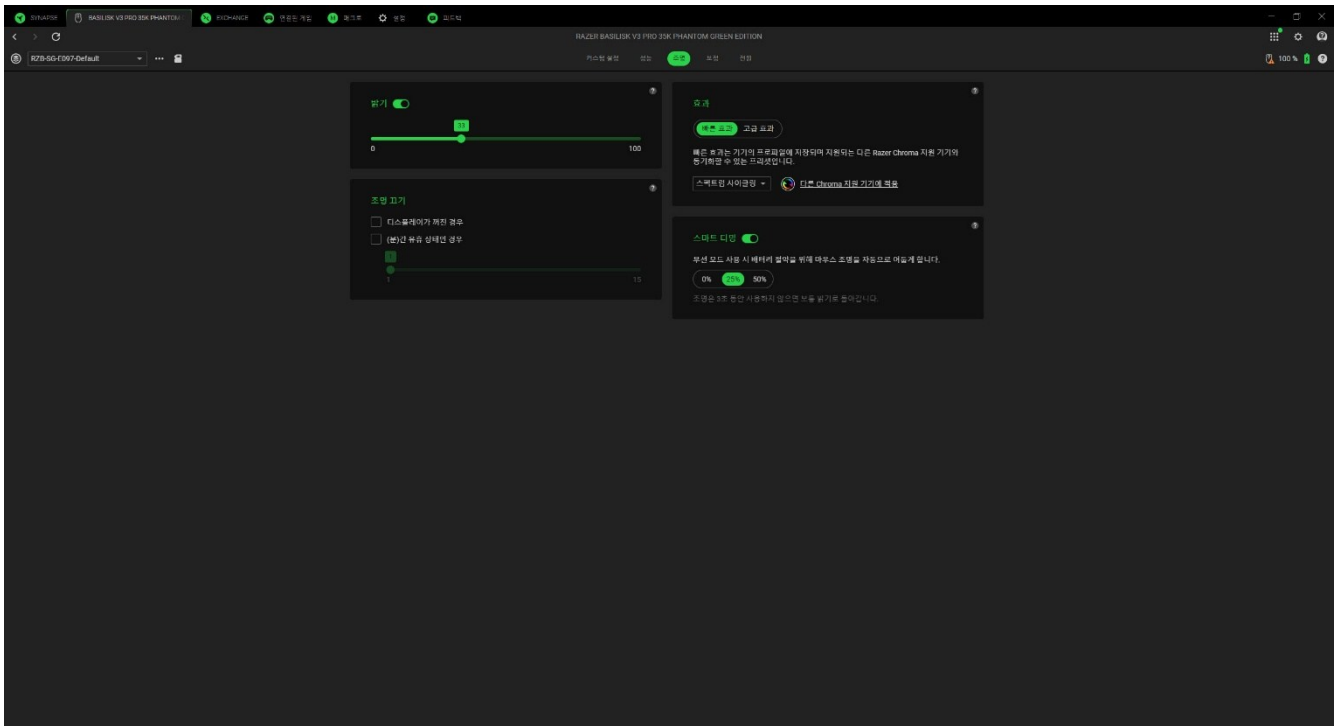 SYNAPSE
BASILISK V3 PRO 35K PHANTOM
EXCHANGE
연결된 게임
매크로
설정
피드백
RAZER BASILISK V3 PRO 35K PHANTOM GREEN EDITION
RZB-SG-E097-Default
커스텀 설정
성능
조명
보정
전원
100 %
밝기
33
0
100
조명 끄기
디스플레이가 꺼진 경우
(분)간 유휴 상태인 경우
1
1
15
효과
빠른 효과
고급 효과
빠른 효과는 기기의 프로파일에 저장되며 지원되는 다른 Razer Chroma 지원 기기와
동기화할 수 있는 프리셋입니다.
스펙트럼 사이클링
다른 Chroma 지원 기기에 적용
스마트 디밍
무선 모드 사용 시 배터리 절약을 위해 마우스 조명을 자동으로 어둡게 합니다.
0%
25%
50%
조명은 3초 동안 사용하지 않으면 보통 밝기로 돌아갑니다.